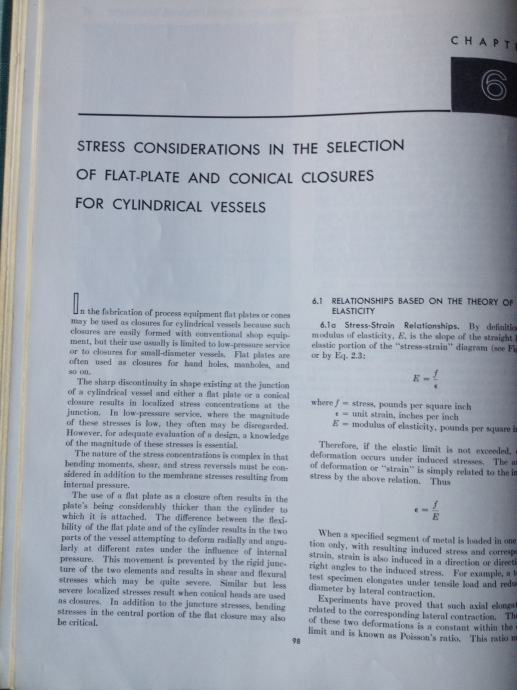 CHAPT
6
STRESS CONSIDERATIONS IN THE SELECTION
OF FLAT-PLATE AND CONICAL CLOSURES
FOR CYLINDRICAL VESSELS
In the fabrication of process equipment flat plates or cones
may be used as closures for cylindrical vessels because such
closures are easily formed with conventional shop equip-
ment, but their use usually is limited to low-pressure service
or to closures for small-diameter vessels. Flat plates are
often used as closures for hand holes, manholes, and
so on.
The sharp discontinuity in shape existing at the junction
of a cylindrical vessel and either a flat plate or a conical
closure results in localized stress concentrations at the
junction. In low-pressure service, where the magnitude
of these stresses is low, they often may be disregarded.
However, for adequate evaluation of a design, a knowledge
of the magnitude of these stresses is essential.
The nature of the stress concentrations is complex in that
bending moments, shear, and stress reversals must be con-
sidered in addition to the membrane stresses resulting from
internal pressure.
The use of a flat plate as a closure often results in the
plate's being considerably thicker than the cylinder to
which it is attached. The difference between the flexi-
bility of the flat plate and of the cylinder results in the two
parts of the vessel attempting to deform radially and angu-
larly at different rates under the influence of internal
pressure. This movement is prevented by the rigid junc-
ture of the two elements and results in shear and flexural
stresses which may be quite severe. Similar but less
severe localized stresses result when conical heads are used
as closures. In addition to the juncture stresses, bending
stresses in the central portion of the flat closure may also
be critical.
6.1 RELATIONSHIPS BASED ON THE THEORY OF
ELASTICITY
6.1a Stress-Strain Relationships. By definitio
modulus of elasticity, E, is the slope of the straight
elastic portion of the "stress-strain" diagram (see Fi
or by Eq. 2.3:
E = f/ε
where f = stress, pounds per square inch
ε = unit strain, inches per inch
E = modulus of elasticity, pounds per square i
Therefore, if the elastic limit is not exceeded,
deformation occurs under induced stresses. The a
of deformation or "strain" is simply related to the i
stress by the above relation. Thus
ε = f/E
When a specified segment of metal is loaded in one
tion only, with resulting induced stress and corresp
strain, strain is also induced in a direction or directi
right angles to the induced stress. For example, a t
test specimen elongates under tensile load and redu
diameter by lateral contraction.
Experiments have proved that such axial elonga
related to the corresponding lateral contraction. The
of these two deformations is a constant within the
limit and is known as Poisson's ratio. This ratio m
98